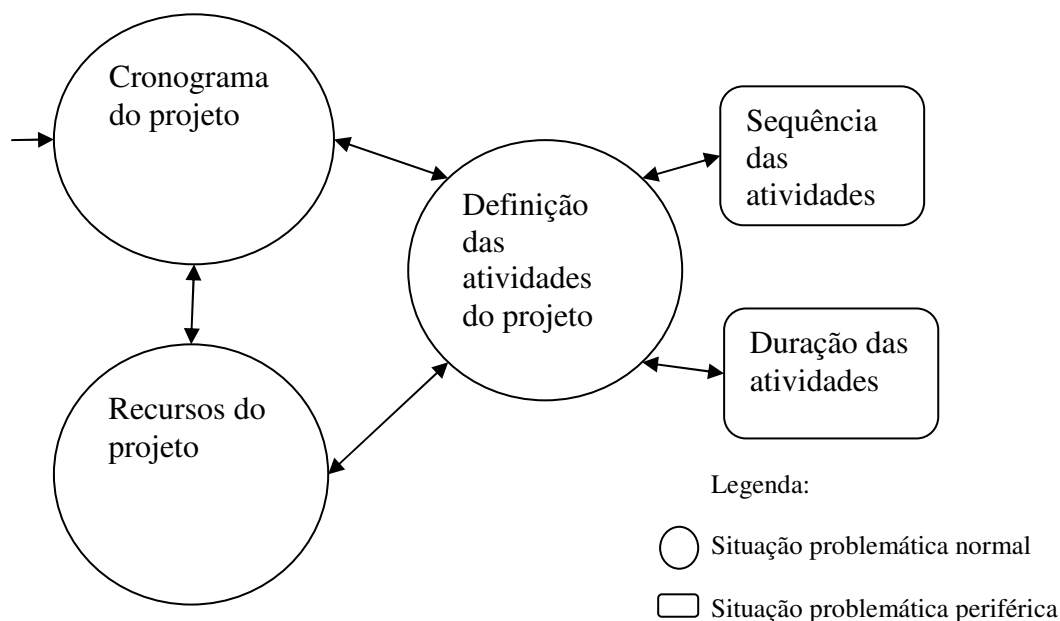 Cronograma
do projeto
Sequência
das
atividades
Definição
das
atividades
do projeto
Duração das
atividades
Recursos do
projeto
Legenda:
Situação problemática normal
Situação problemática periférica